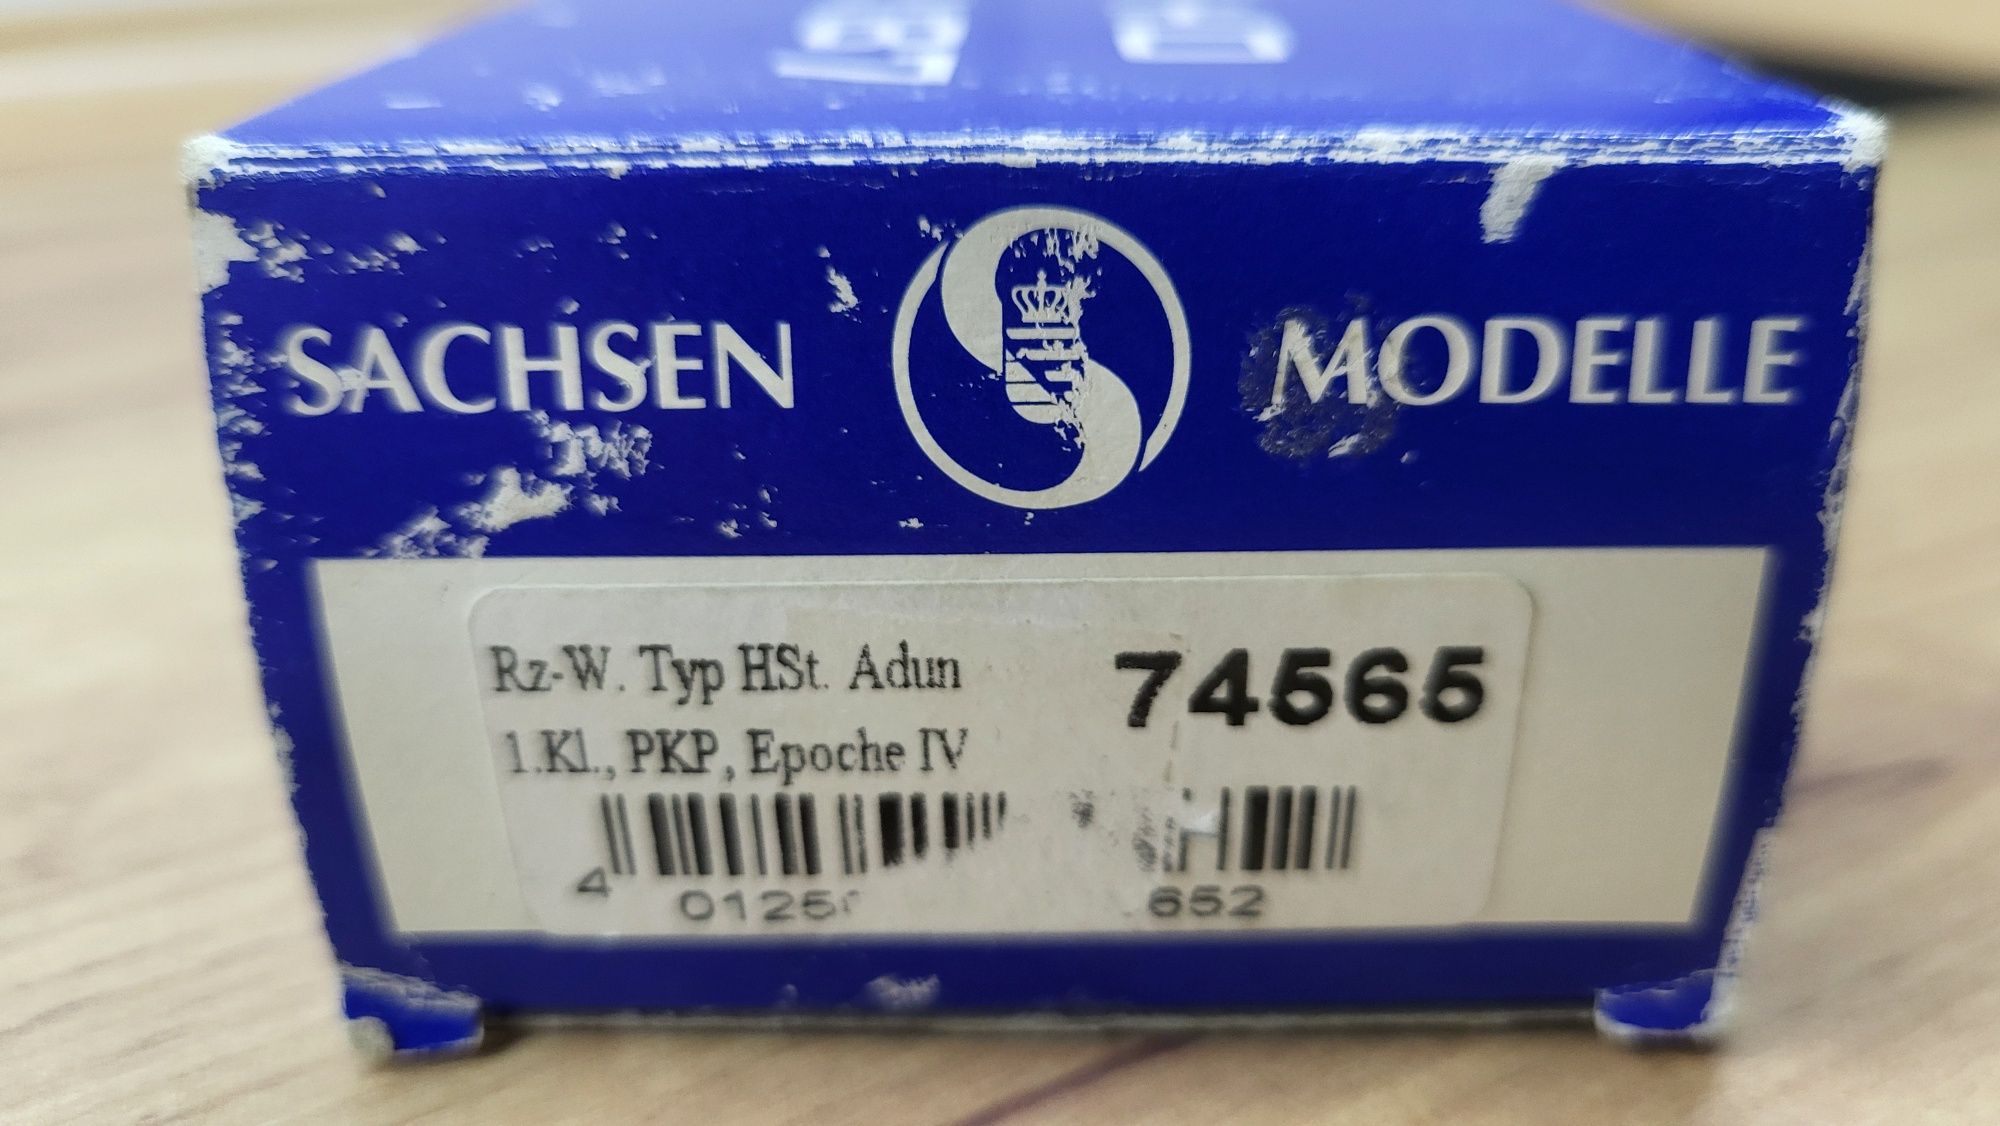 SACHSEN MODELLE
Rz-W. Typ HSt. Adun
74565
1.Kl., PKP, Epoche IV
4 0125 652